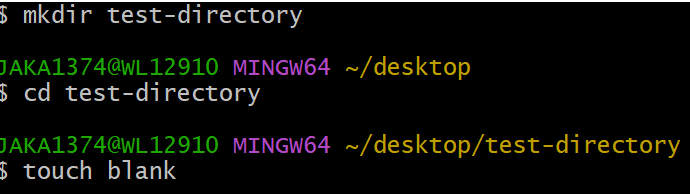 $ mkdir test-directory
JAKA1374@WL12910 MINGW64 ~/desktop
$ cd test-directory
JAKA1374@WL12910 MINGW64 ~/desktop/test-directory
$ touch blank